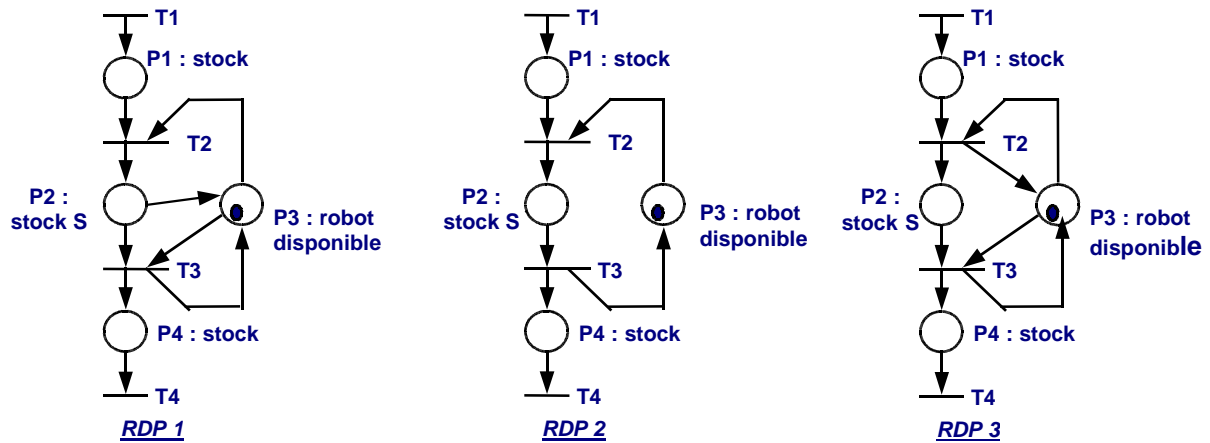 T1
P1 : stock
T2
P2 :
stock S
P3 : robot
disponible
T3
P4 : stock
T4
RDP 1
T1
P1 : stock
T2
P2 :
stock S
P3 : robot
disponible
T3
P4 : stock
T4
RDP 2
T1
P1 : stock
T2
P2 :
stock S
P3 : robot
disponible
T3
P4 : stock
T4
RDP 3